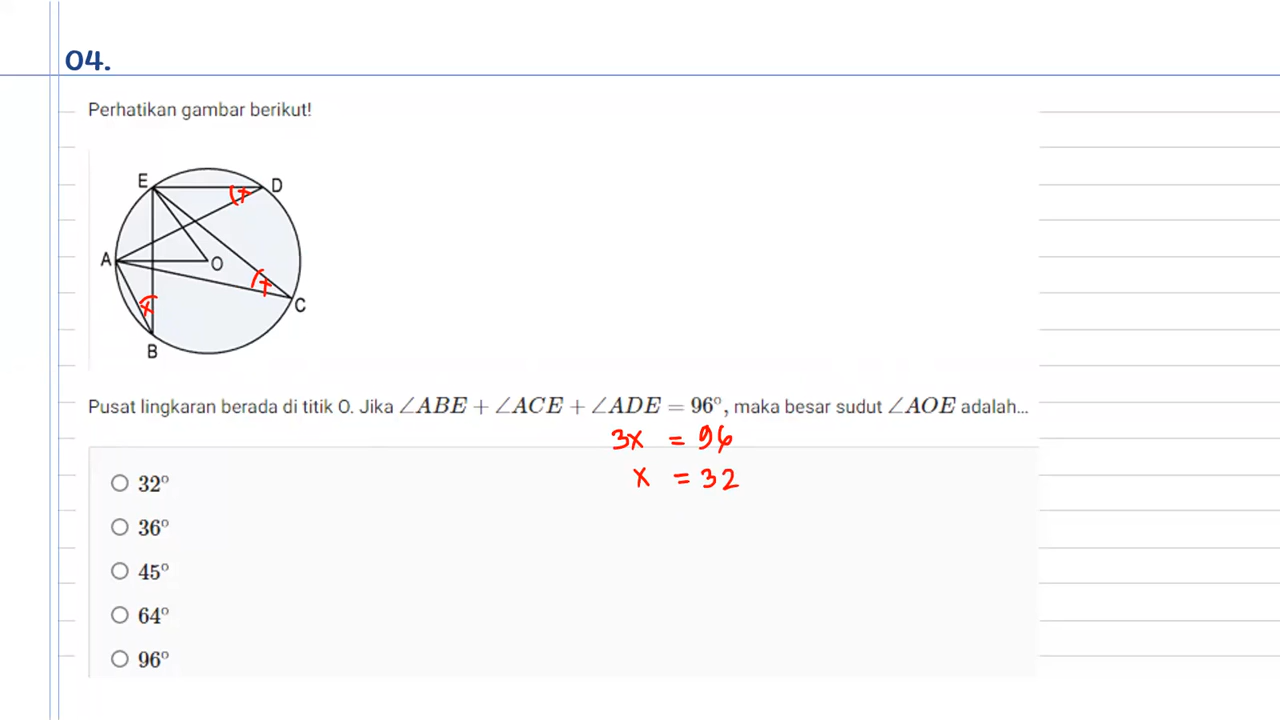 04.
Perhatikan gambar berikut!
E
D
x
A
O
x
x
C
B
Pusat lingkaran berada di titik O. Jika ∠ABE + ∠ACE + ∠ADE = 96°, maka besar sudut ∠AOE adalah...
3x = 96
x = 32
32°
36°
45°
64°
96°